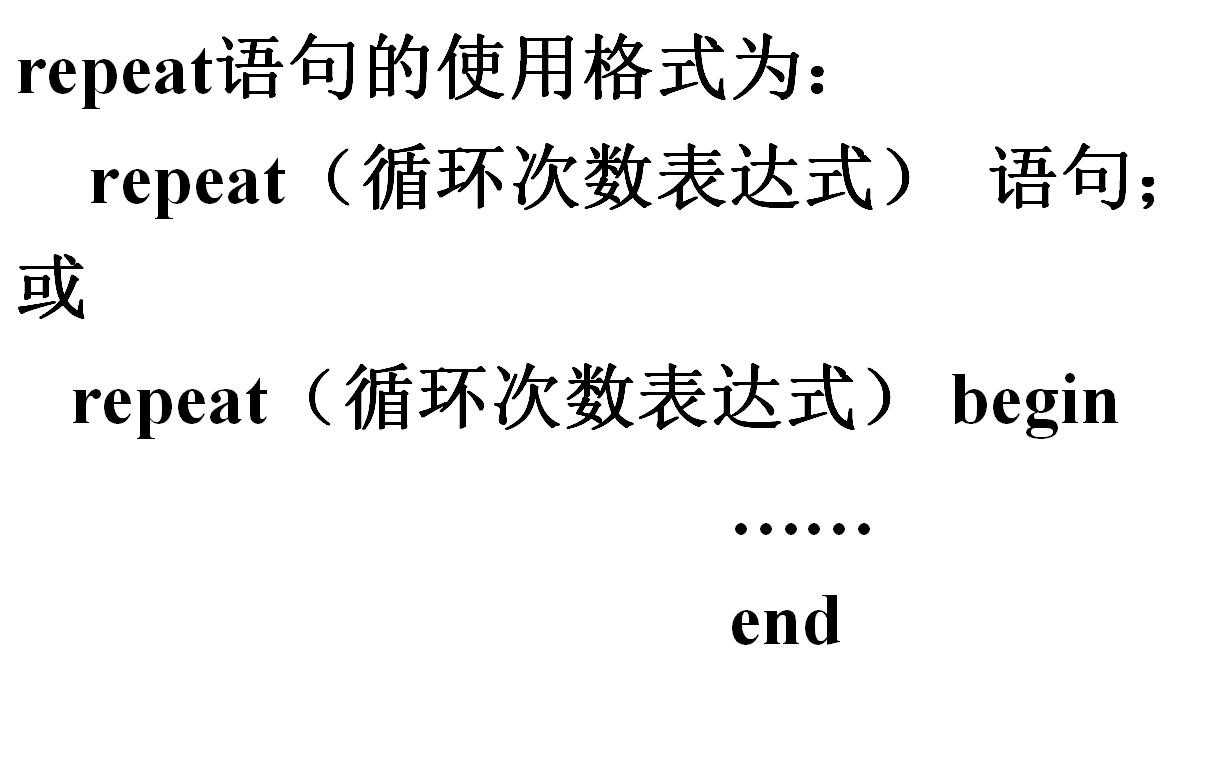 repeat语句的使用格式为：
repeat（循环次数表达式） 语句；
或
repeat（循环次数表达式） begin
……
end